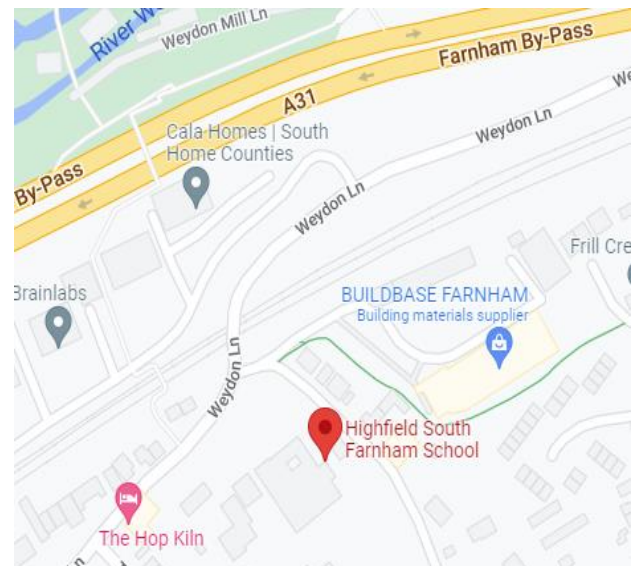 Weydon Mill Ln
River W
Farnham By-Pass
A31
Weydon Ln
We
Cala Homes | South
Home Counties
By-Pass
Weydon Ln
Frill Cre
Brainlabs
BUILDBASE FARNHAM
Building materials supplier
Weydon Ln
Highfield South
Farnham School
The Hop Kiln